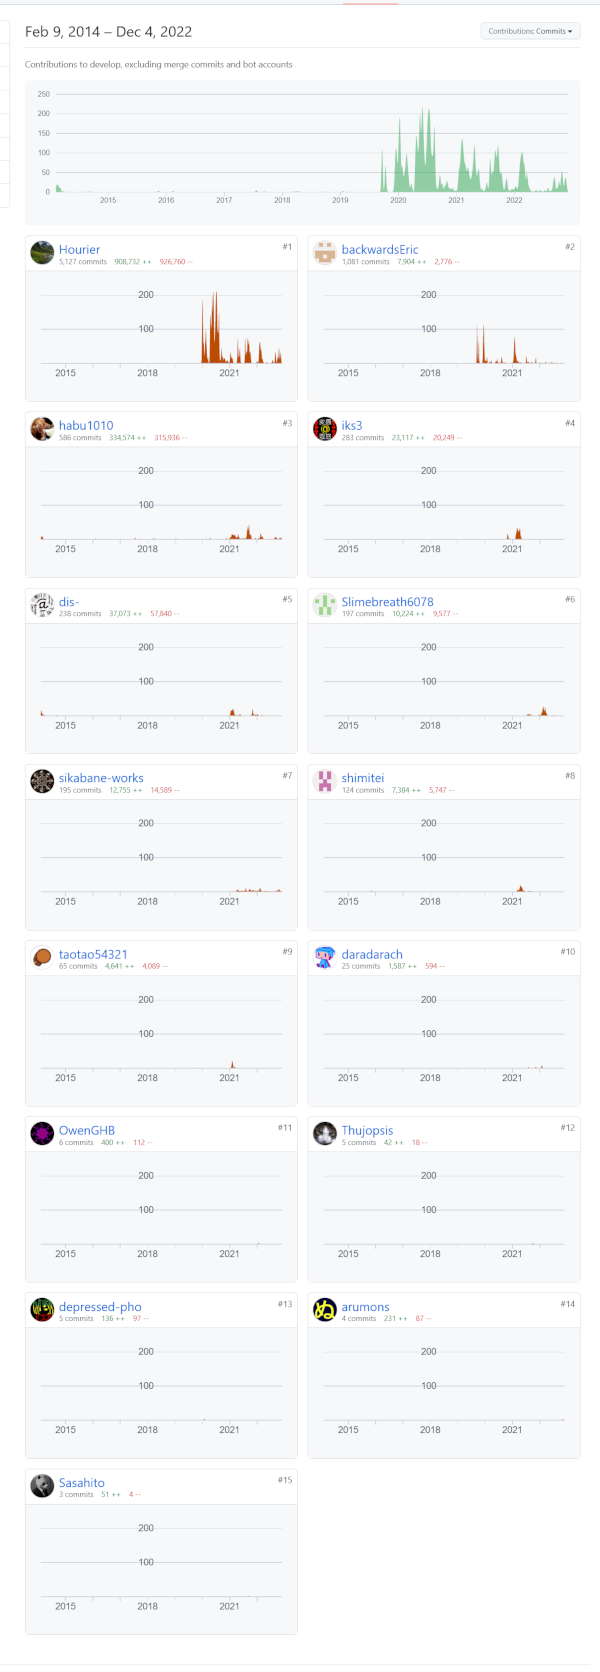 Feb 9, 2014 – Dec 4, 2022
Contributions: Commits
Contributions to develop, excluding merge commits and bot accounts
250
200
150
100
50
0
2015 2016 2017 2018 2019 2020 2021 2022
Hourier #1
5,127 commits 908,732 ++ 926,760 --
200
100
2015 2018 2021
backwardsEric #2
1,081 commits 7,904 ++ 2,776 --
200
100
2015 2018 2021
habu1010 #3
586 commits 334,574 ++ 315,936 --
200
100
2015 2018 2021
iks3 #4
283 commits 23,117 ++ 20,249 --
200
100
2015 2018 2021
dis- #5
238 commits 37,073 ++ 57,840 --
200
100
2015 2018 2021
Slimebreath6078 #6
197 commits 10,224 ++ 9,577 --
200
100
2015 2018 2021
sikabane-works #7
195 commits 12,755 ++ 14,589 --
200
100
2015 2018 2021
shimitei #8
124 commits 7,384 ++ 5,747 --
200
100
2015 2018 2021
taotao54321 #9
65 commits 4,641 ++ 4,089 --
200
100
2015 2018 2021
daradarach #10
25 commits 1,587 ++ 594 --
200
100
2015 2018 2021
OwenGHB #11
6 commits 400 ++ 112 --
200
100
2015 2018 2021
Thujopsis #12
5 commits 42 ++ 18 --
200
100
2015 2018 2021
depressed-pho #13
5 commits 136 ++ 97 --
200
100
2015 2018 2021
ぬ
arumons #14
4 commits 231 ++ 87 --
200
100
2015 2018 2021
Sasahito #15
3 commits 51 ++ 4 --
200
100
2015 2018 2021